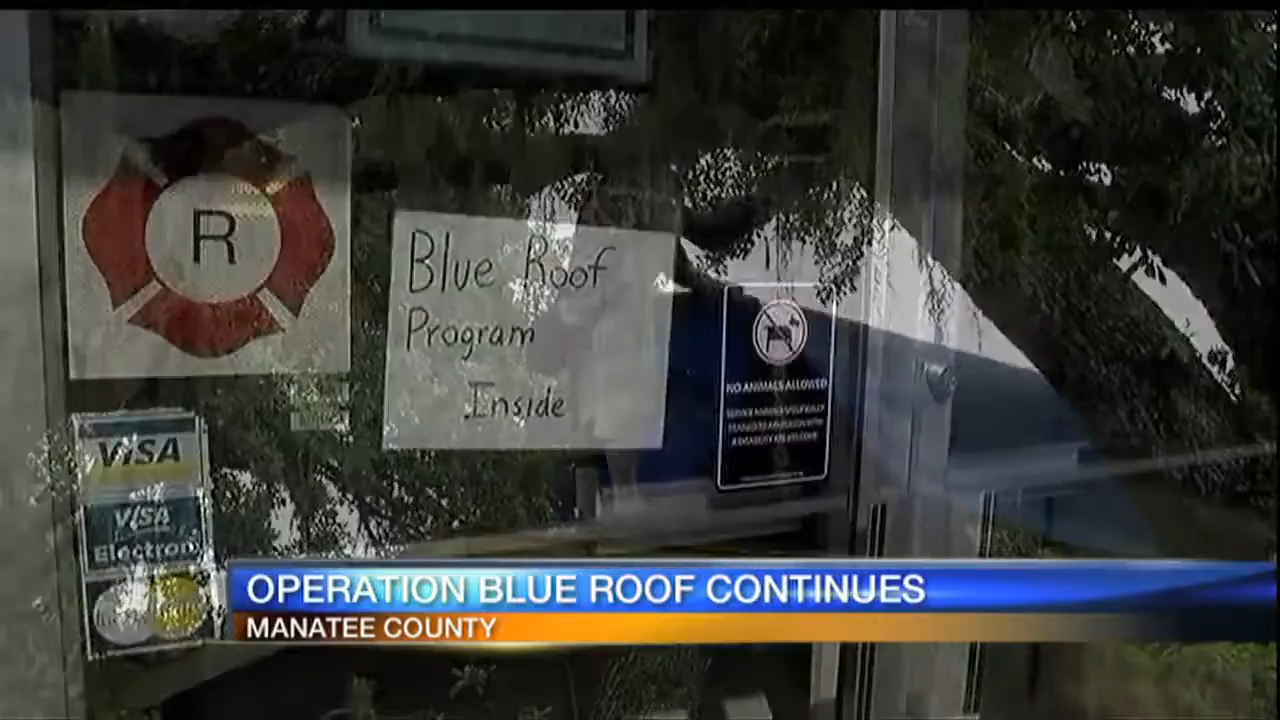 R
Blue Roof
Program
Inside
VISA
VISA
Electron
NO ANIMALS ALLOWED
OPERATION BLUE ROOF CONTINUES
MANATEE COUNTY